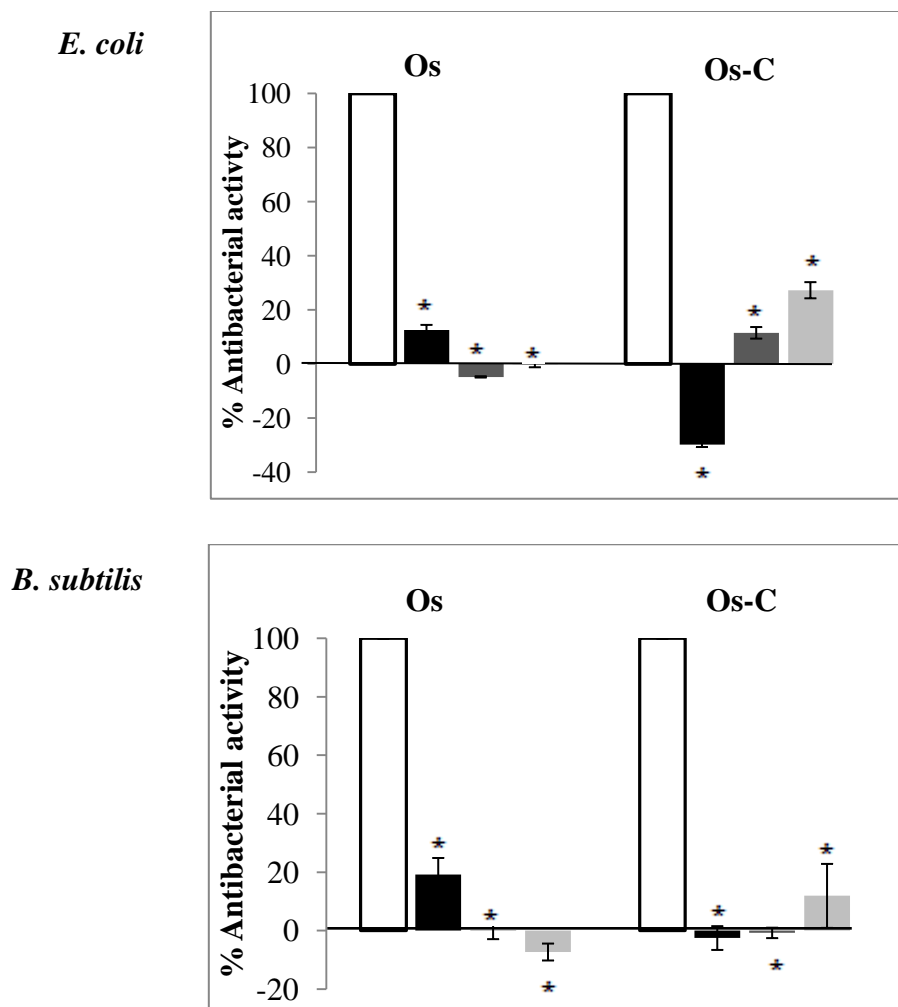 E. coli
Os Os-C
% Antibacterial activty
100
80
60
40
20
0
-20
-40
* * * * * *
B. subtilis
Os Os-C
% Antibacterial activity
100
80
60
40
20
0
-20
* * * * * *